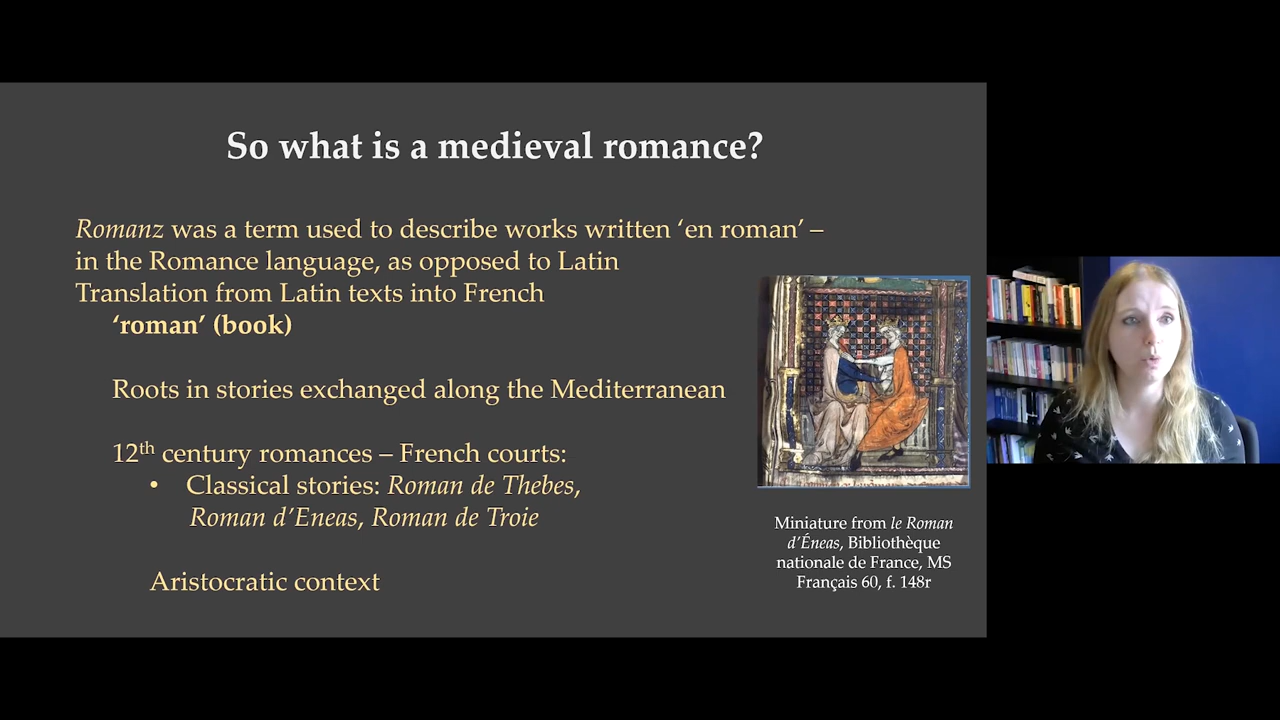 So what is a medieval romance?
Romanz was a term used to describe works written ‘en roman’ –
in the Romance language, as opposed to Latin
Translation from Latin texts into French
‘roman’ (book)
Roots in stories exchanged along the Mediterranean
12th century romances – French courts:
• Classical stories: Roman de Thebes,
Roman d’Eneas, Roman de Troie
Aristocratic context
Miniature from le Roman
d’Éneas, Bibliothèque
nationale de France, MS
Français 60, f. 148r